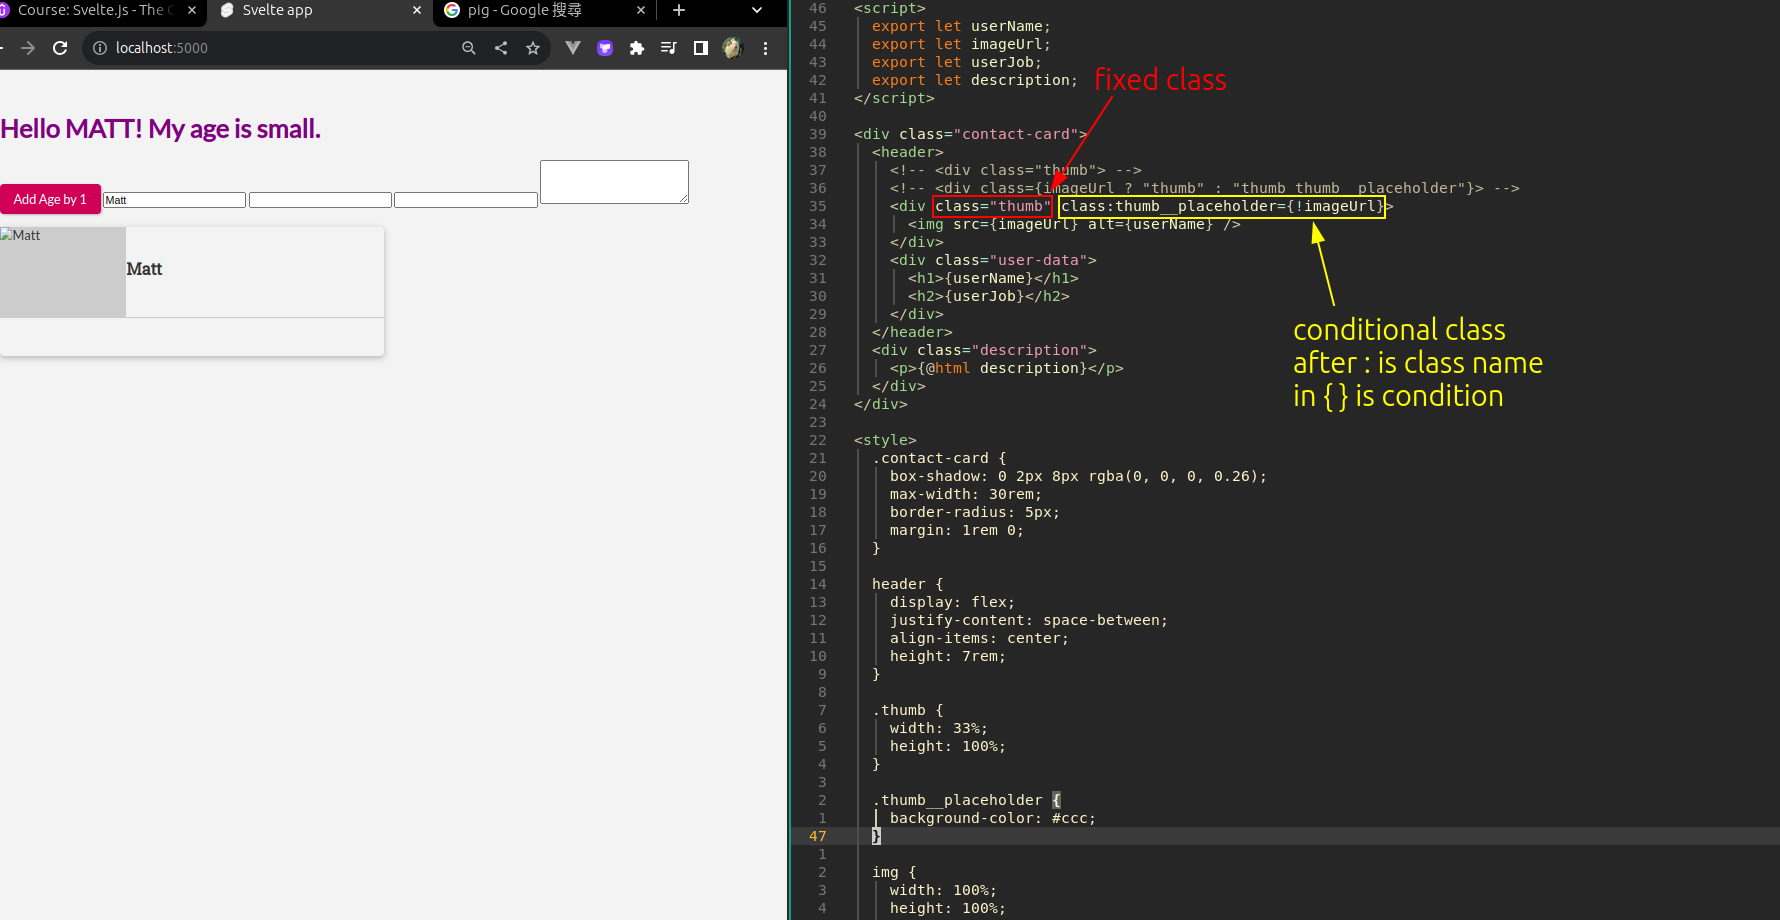 Course: Svelte.js - The C
Svelte app
pig - Google 搜尋
localhost:5000
Hello MATT! My age is small.
Add Age by 1
Matt
Matt
Matt
46 <script>
45 export let userName;
44 export let imageUrl;
43 export let userJob;
42 export let description;
41 </script>
40
39 <div class="contact-card">
38 <header>
37 <!-- <div class="thumb"> -->
36 <!-- <div class={imageUrl ? "thumb" : "thumb thumb__placeholder"}> -->
35 <div class="thumb" class:thumb__placeholder={!imageUrl}>
34 <img src={imageUrl} alt={userName} />
33 </div>
32 <div class="user-data">
31 <h1>{userName}</h1>
30 <h2>{userJob}</h2>
29 </div>
28 </header>
27 <div class="description">
26 <p>{@html description}</p>
25 </div>
24 </div>
23
22 <style>
21 .contact-card {
20 box-shadow: 0 2px 8px rgba(0, 0, 0, 0.26);
19 max-width: 30rem;
18 border-radius: 5px;
17 margin: 1rem 0;
16 }
15
14 header {
13 display: flex;
12 justify-content: space-between;
11 align-items: center;
10 height: 7rem;
9 }
8
7 .thumb {
6 width: 33%;
5 height: 100%;
4 }
3
2 .thumb__placeholder {
1 background-color: #ccc;
47 }
1
2 img {
3 width: 100%;
4 height: 100%;
fixed class
conditional class
after : is class name
in { } is condition